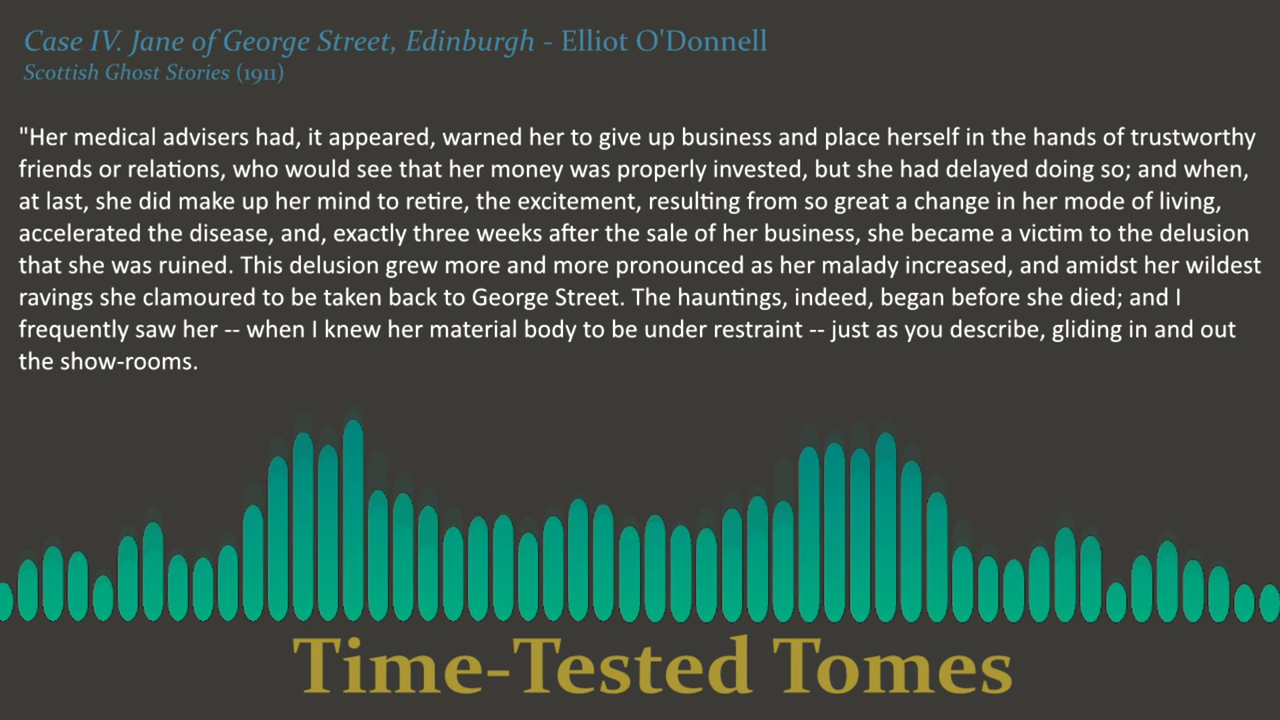 Case IV. Jane of George Street, Edinburgh - Elliot O'Donnell
Scottish Ghost Stories (1911)
"Her medical advisers had, it appeared, warned her to give up business and place herself in the hands of trustworthy
friends or relations, who would see that her money was properly invested, but she had delayed doing so; and when,
at last, she did make up her mind to retire, the excitement, resulting from so great a change in her mode of living,
accelerated the disease, and, exactly three weeks after the sale of her business, she became a victim to the delusion
that she was ruined. This delusion grew more and more pronounced as her malady increased, and amidst her wildest
ravings she clamoured to be taken back to George Street. The hauntings, indeed, began before she died; and I
frequently saw her -- when I knew her material body to be under restraint -- just as you describe, gliding in and out
the show-rooms.
Time-Tested Tomes